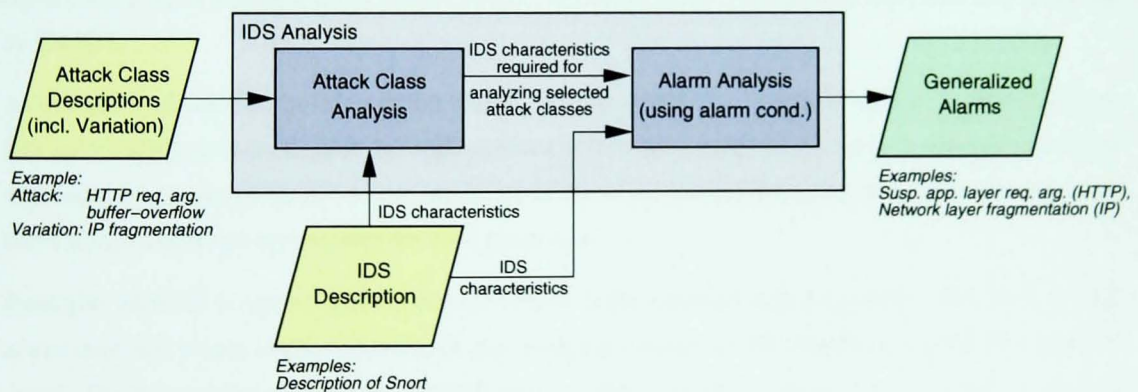 IDS Analysis
Attack Class
Descriptions
(incl. Variation)
Attack Class
Analysis
IDS characteristics
required for
analyzing selected
attack classes
Alarm Analysis
(using alarm cond.)
Generalized
Alarms
Example:
Attack: HTTP req. arg.
buffer–overflow
Variation: IP fragmentation
IDS characteristics
Examples:
Susp. app. layer req. arg. (HTTP),
Network layer fragmentation (IP)
IDS
Description
IDS
characteristics
Examples:
Description of Snort